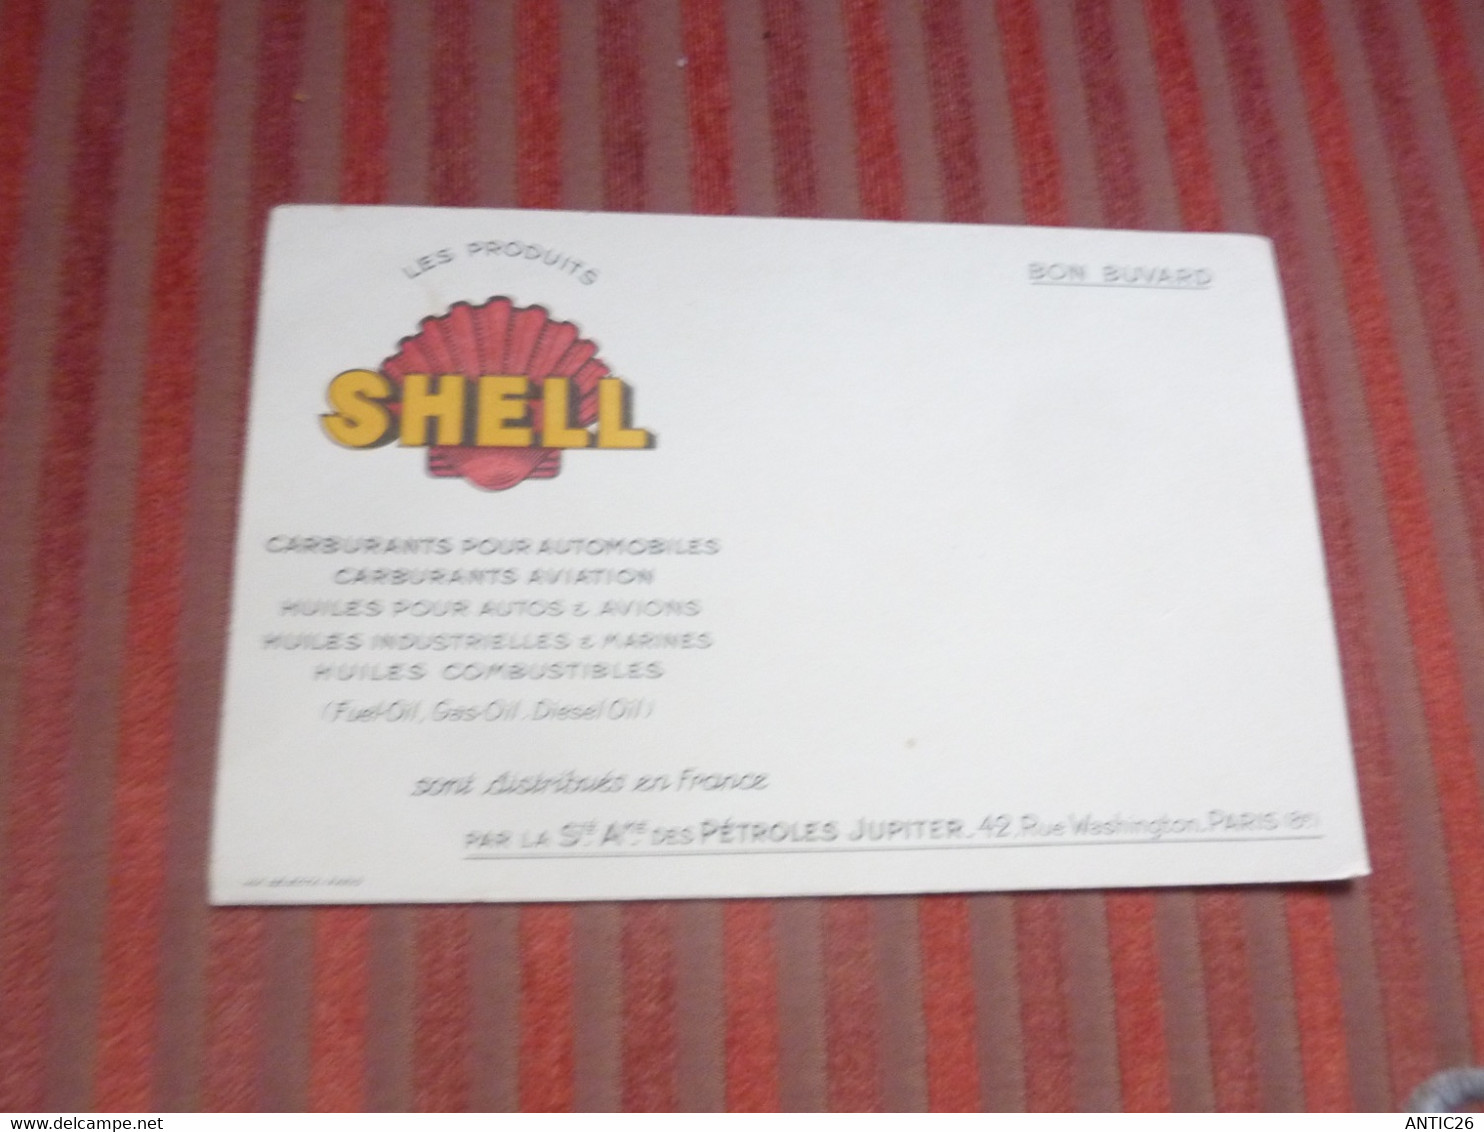 LES PRODUITS
SHELL
BON BUVARD
CARBURANTS POUR AUTOMOBILES
CARBURANTS AVIATION
HUILES POUR AUTOS & AVIONS
HUILES INDUSTRIELLES & MARINES
HUILES COMBUSTIBLES
(Fuel-Oil, Gas-Oil, Diesel Oil)
sont distribués en France
PAR LA Sté Ame DES PÉTROLES JUPITER. 42, Rue Washington. PARIS (8e)
delcampe.net
ANTIC26